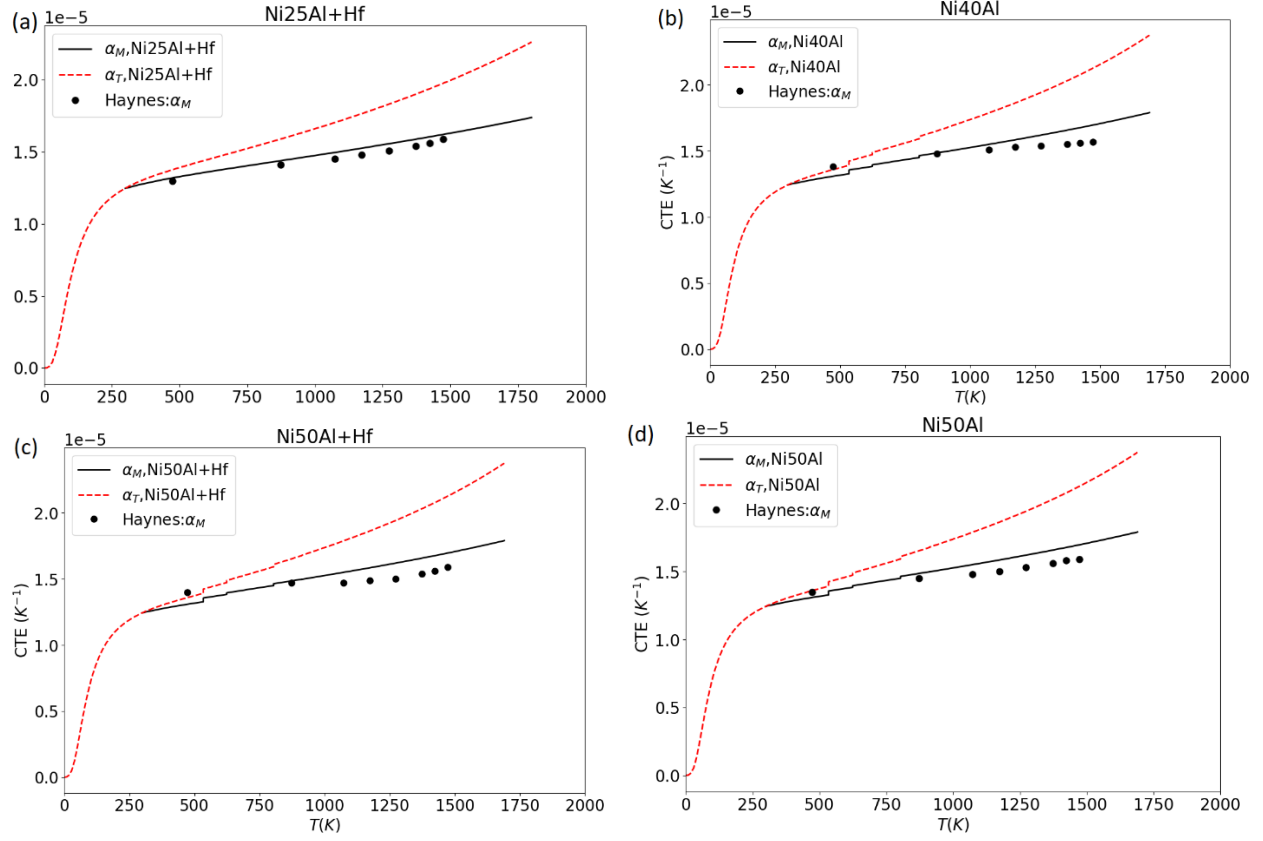 (a)
1e−5
Ni25Al+Hf
α_M,Ni25Al+Hf
α_T,Ni25Al+Hf
Haynes:α_M
2.0
1.5
1.0
0.5
0.0
0 250 500 750 1000 1250 1500 1750 2000
(b)
1e−5
Ni40Al
α_M,Ni40Al
α_T,Ni40Al
Haynes:α_M
CTE (K⁻¹)
2.0
1.5
1.0
0.5
0.0
0 250 500 750 1000 1250 1500 1750 2000
T(K)
(c)
1e−5
Ni50Al+Hf
α_M,Ni50Al+Hf
α_T,Ni50Al+Hf
Haynes:α_M
CTE (K⁻¹)
2.0
1.5
1.0
0.5
0.0
0 250 500 750 1000 1250 1500 1750 2000
T(K)
(d)
1e−5
Ni50Al
α_M,Ni50Al
α_T,Ni50Al
Haynes:α_M
CTE (K⁻¹)
2.0
1.5
1.0
0.5
0.0
0 250 500 750 1000 1250 1500 1750 2000
T(K)